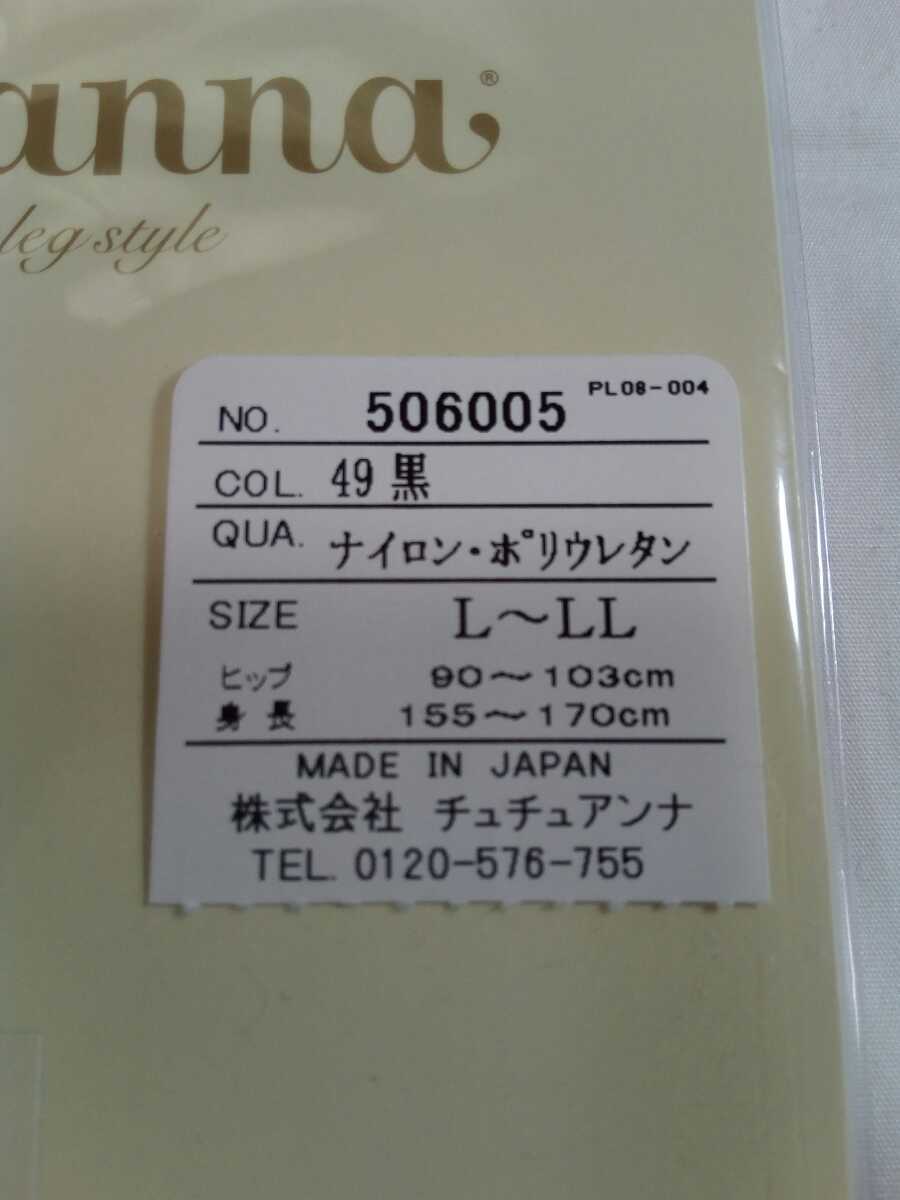 anna®
leg style
PL08-004
NO. 506005
COL. 49 黒
QUA. ナイロン・ポリウレタン
SIZE L～LL
ヒップ 90～103cm
身長 155～170cm
MADE IN JAPAN
株式会社 チュチュアンナ
TEL. 0120-576-755